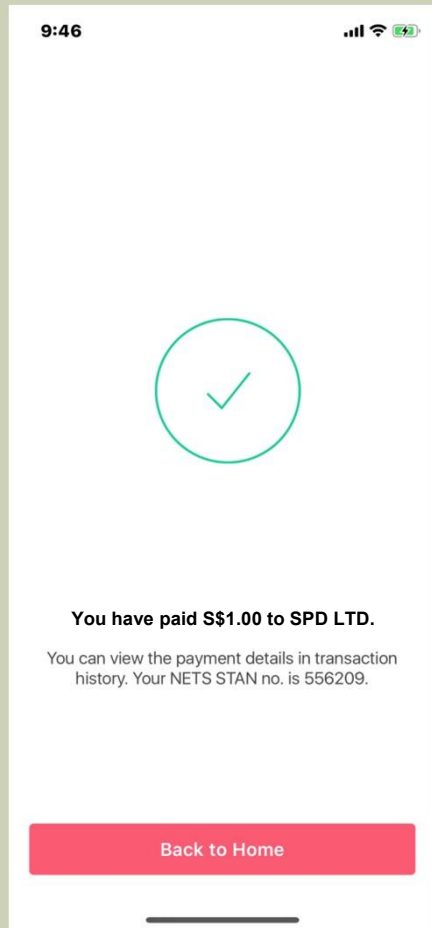 9:46
You have paid S$1.00 to SPD LTD.
You can view the payment details in transaction
history. Your NETS STAN no. is 556209.
Back to Home